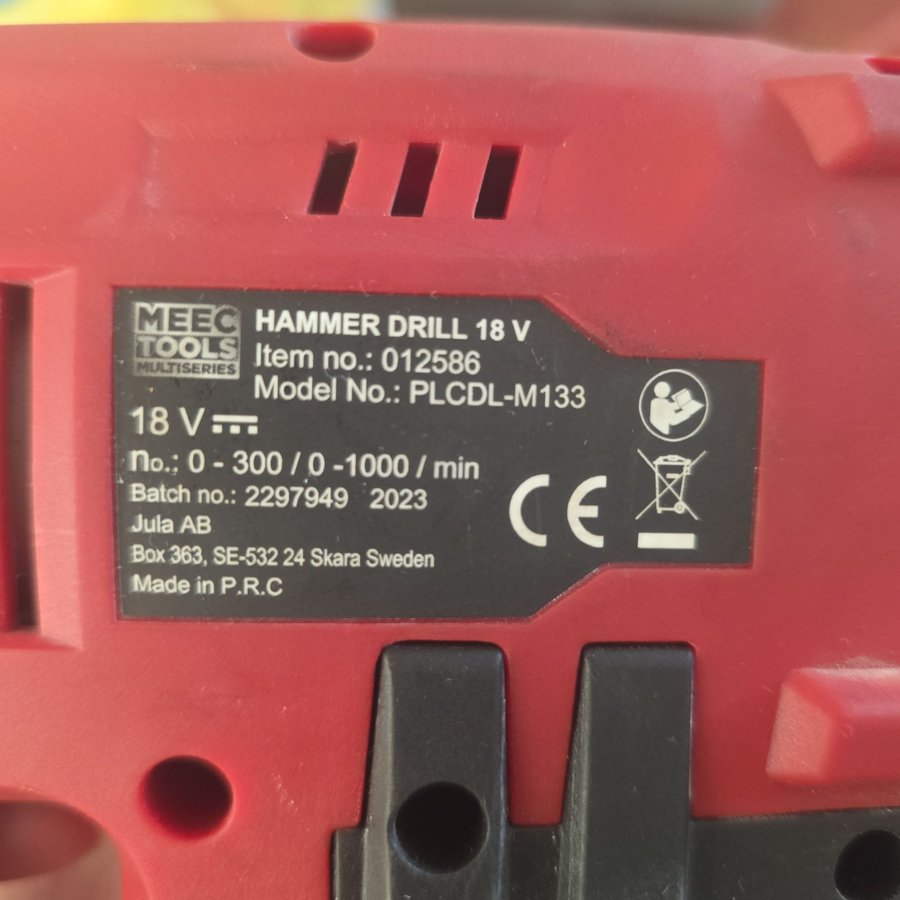 MEEC
TOOLS
MULTISERIES
HAMMER DRILL 18 V
Item no.: 012586
Model No.: PLCDL-M133
18 V
no.: 0 - 300 / 0 -1000 / min
Batch no.: 2297949 2023
Jula AB
Box 363, SE-532 24 Skara Sweden
Made in P.R.C
CE